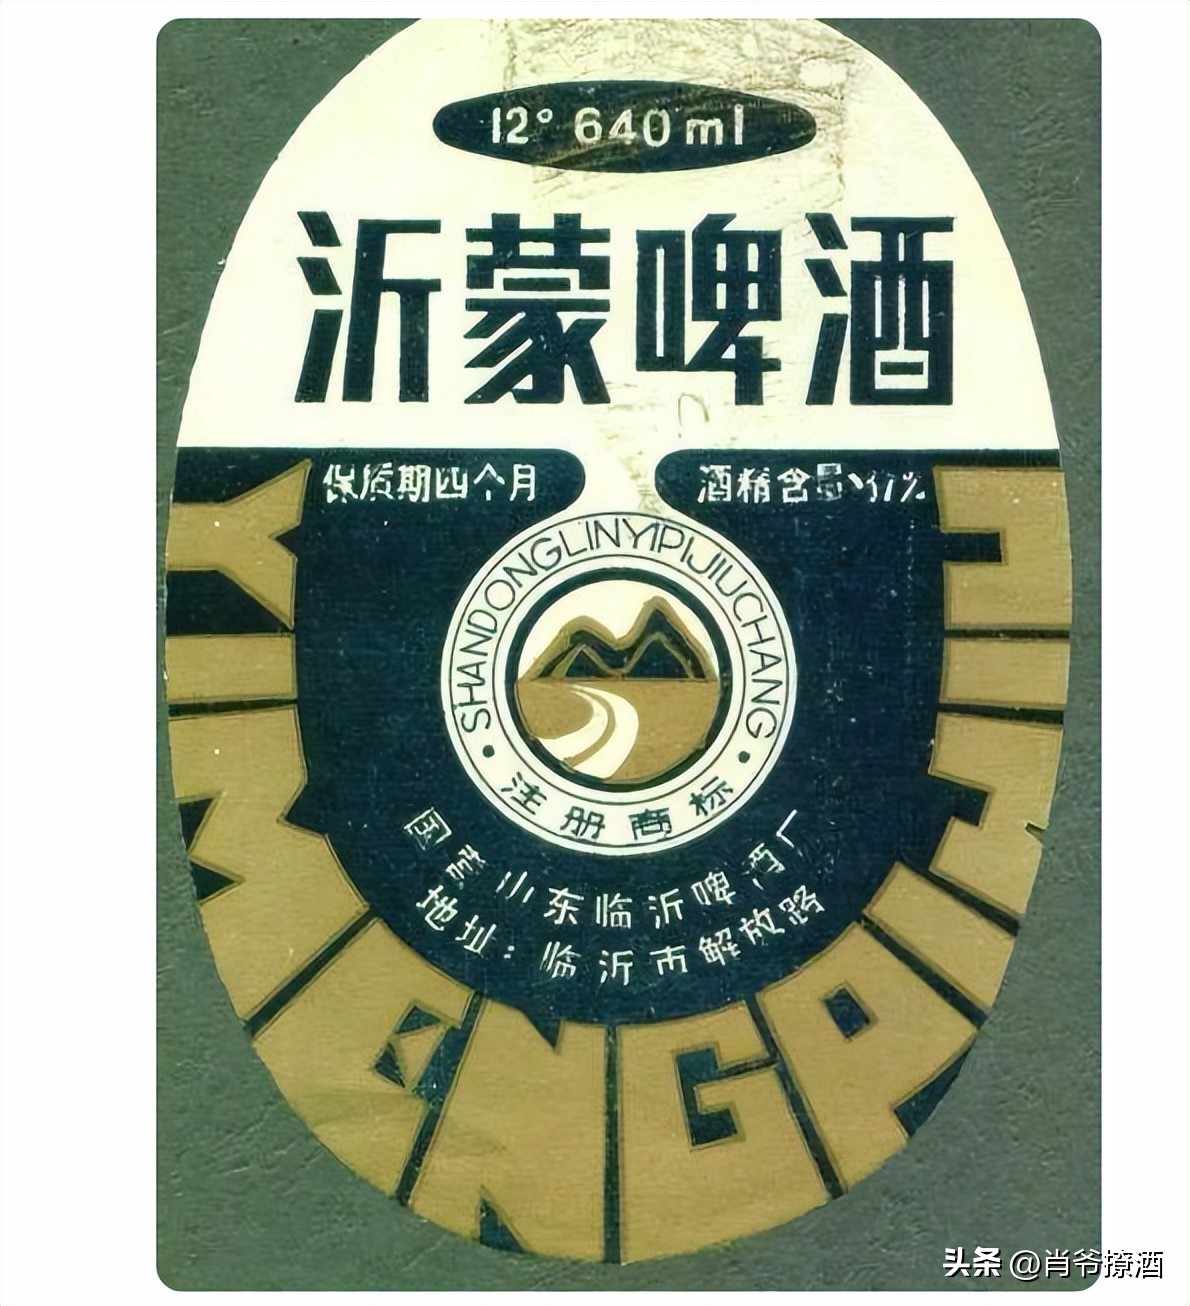 12° 640ml
沂蒙啤酒
保质期四个月
酒精含量
SHANDONGLINYIPIJIUCHANG
注册商标
国营山东临沂啤酒厂
地址：临沂市解放路
YIMENGPIJIU
头条 @肖爷撩酒